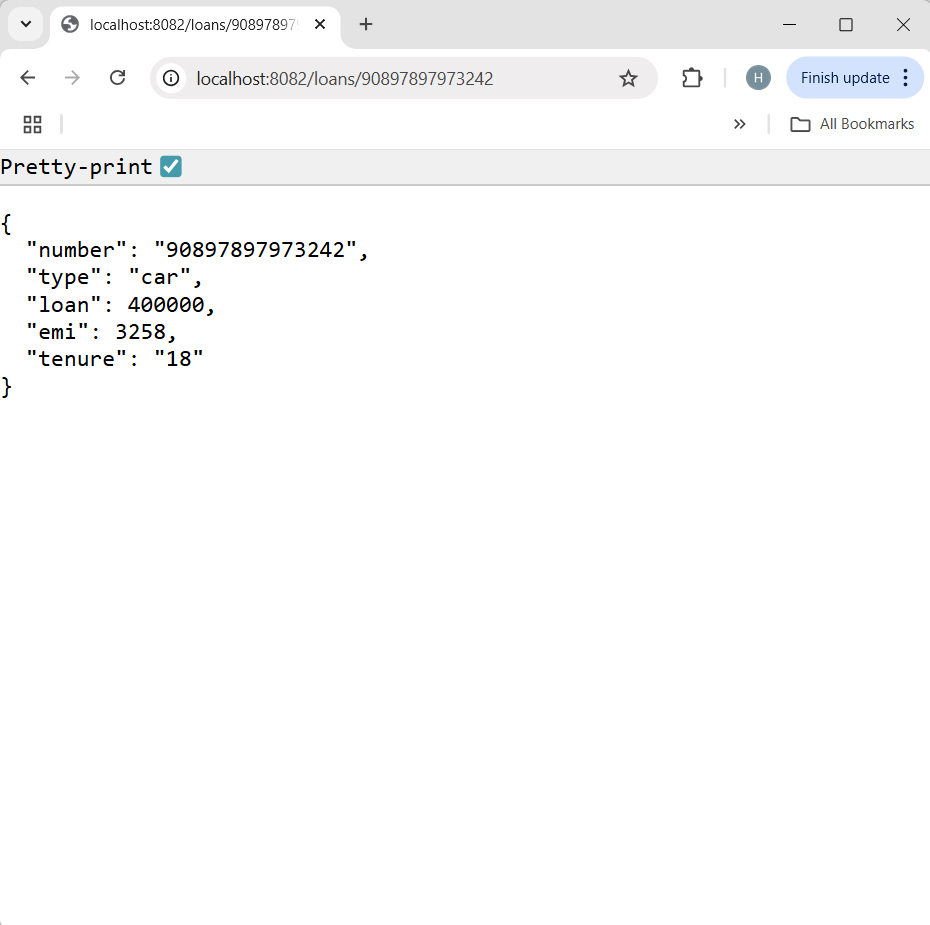 localhost:8082/loans/9089789
localhost:8082/loans/90897897973242
H
Finish update
All Bookmarks
Pretty-print
{
  "number": "90897897973242",
  "type": "car",
  "loan": 400000,
  "emi": 3258,
  "tenure": "18"
}